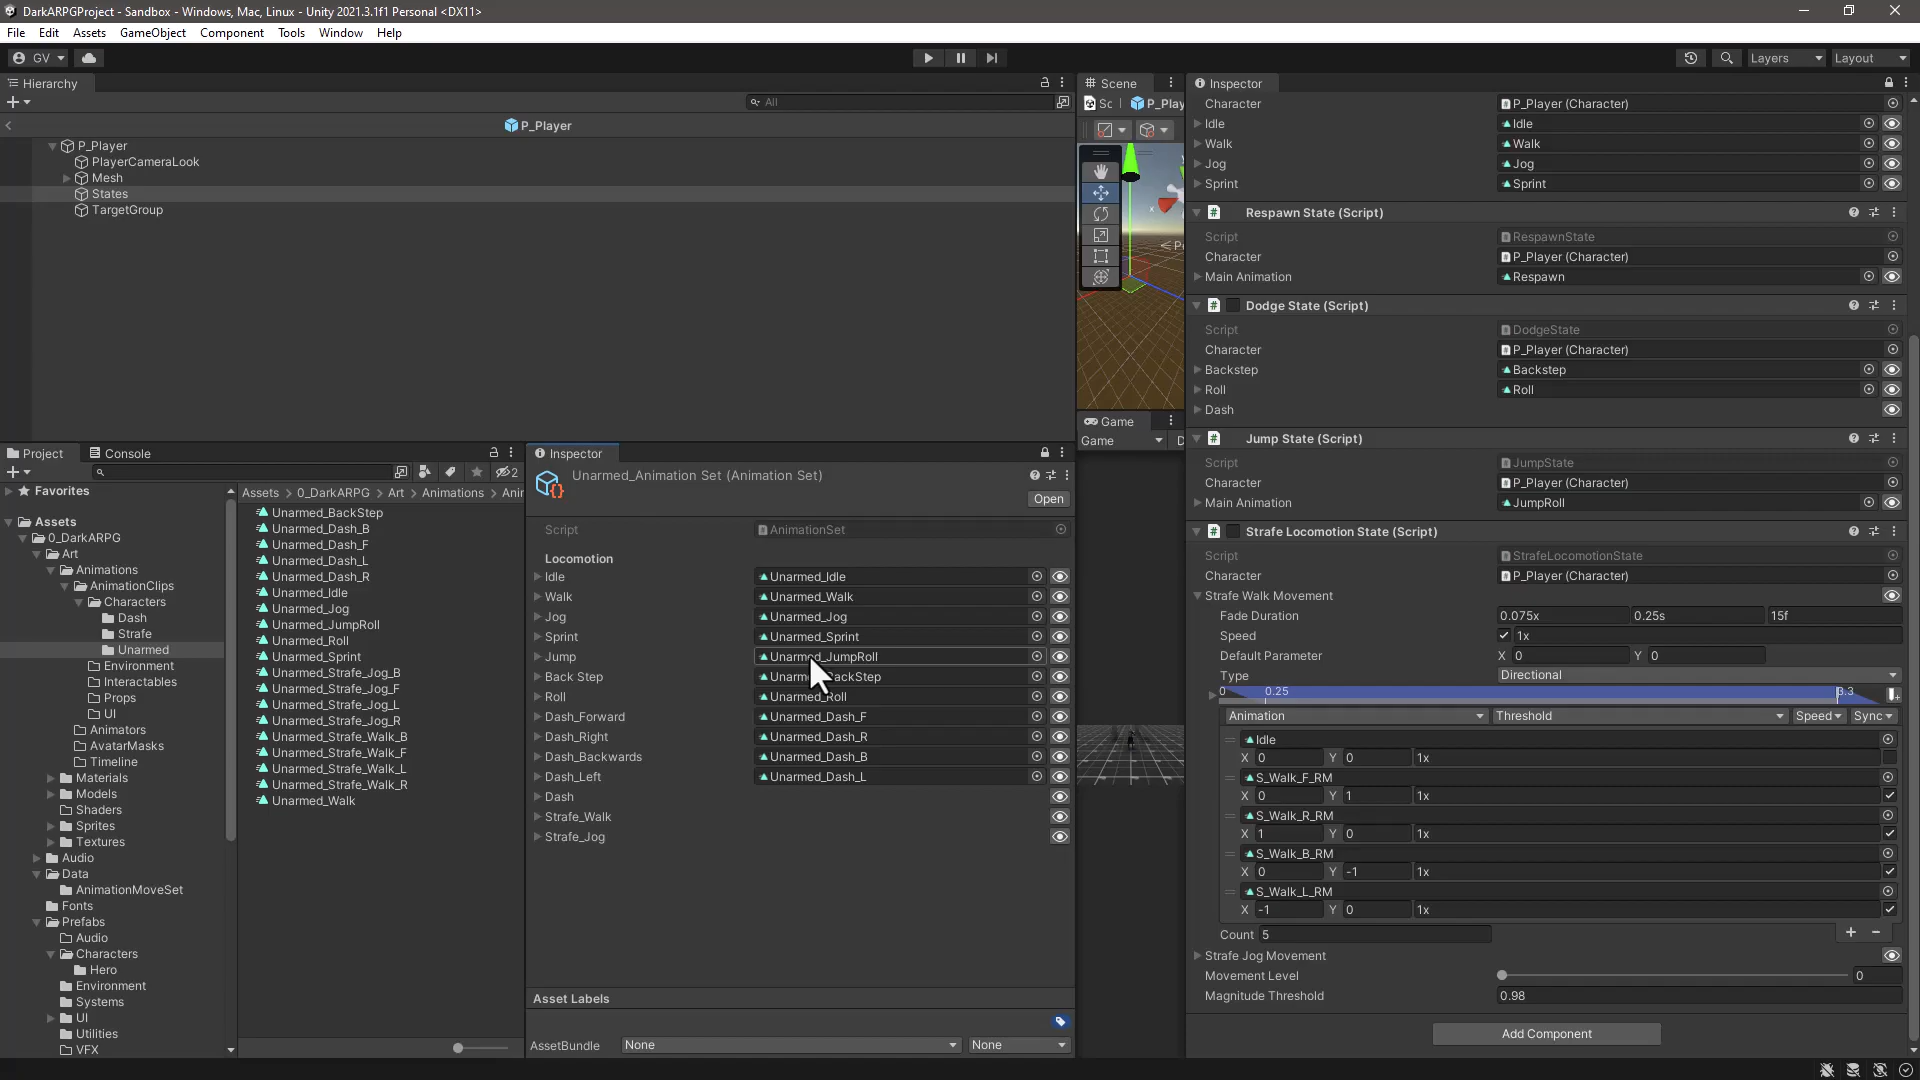 DarkARPGProject - Sandbox - Windows, Mac, Linux - Unity 2021.3.1f1 Personal <DX11>
File Edit Assets GameObject Component Tools Window Help
GV
Layers
Layout
Hierarchy
All
P_Player
P_Player
PlayerCameraLook
Mesh
States
TargetGroup
Scene
Sc
P_Play
Game
Game
Project
Console
2
Favorites
Assets
0_DarkARPG
Art
Animations
AnimationClips
Characters
Dash
Strafe
Unarmed
Environment
Interactables
Props
UI
Animators
AvatarMasks
Timeline
Materials
Models
Shaders
Sprites
Textures
Audio
Data
AnimationMoveSet
Fonts
Prefabs
Audio
Characters
Hero
Environment
Systems
UI
Utilities
VFX
Assets > 0_DarkARPG > Art > Animations > Anir
Unarmed_BackStep
Unarmed_Dash_B
Unarmed_Dash_F
Unarmed_Dash_L
Unarmed_Dash_R
Unarmed_Idle
Unarmed_Jog
Unarmed_JumpRoll
Unarmed_Roll
Unarmed_Sprint
Unarmed_Strafe_Jog_B
Unarmed_Strafe_Jog_F
Unarmed_Strafe_Jog_L
Unarmed_Strafe_Jog_R
Unarmed_Strafe_Walk_B
Unarmed_Strafe_Walk_F
Unarmed_Strafe_Walk_L
Unarmed_Strafe_Walk_R
Unarmed_Walk
Inspector
Unarmed_Animation Set (Animation Set)
Open
Script AnimationSet
Locomotion
Idle Unarmed_Idle
Walk Unarmed_Walk
Jog Unarmed_Jog
Sprint Unarmed_Sprint
Jump Unarmed_JumpRoll
Back Step
Roll
Dash_Forward Unarmed_Dash_F
Dash_Right Unarmed_Dash_R
Dash_Backwards Unarmed_Dash_B
Dash_Left Unarmed_Dash_L
Dash
Strafe_Walk
Strafe_Jog
Asset Labels
AssetBundle None None
Inspector
Character P_Player (Character)
Idle Idle
Walk Walk
Jog Jog
Sprint Sprint
Respawn State (Script)
Script RespawnState
Character P_Player (Character)
Main Animation Respawn
Dodge State (Script)
Script DodgeState
Character P_Player (Character)
Backstep Backstep
Roll Roll
Dash
Jump State (Script)
Script JumpState
Character P_Player (Character)
Main Animation JumpRoll
Strafe Locomotion State (Script)
Script StrafeLocomotionState
Character P_Player (Character)
Strafe Walk Movement
Fade Duration 0.075x 0.25s 15f
Speed 1x
Default Parameter X 0 Y 0
Type Directional
0 0.25 3.3
Animation Threshold Speed Sync
Idle
X 0 Y 0 1x
S_Walk_F_RM
X 0 Y 1 1x
S_Walk_R_RM
X 1 Y 0 1x
S_Walk_B_RM
X 0 Y -1 1x
S_Walk_L_RM
X -1 Y 0 1x
Count 5
Strafe Jog Movement
Movement Level 0
Magnitude Threshold 0.98
Add Component